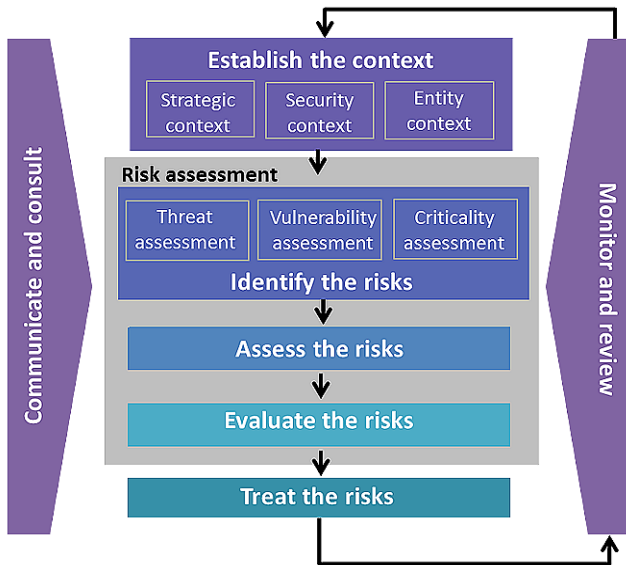 Establish the context
Strategic
context
Security
context
Entity
context
Communicate and consult
Risk assessment
Threat
assessment
Vulnerability
assessment
Criticality
assessment
Identify the risks
Assess the risks
Evaluate the risks
Treat the risks
Monitor and review